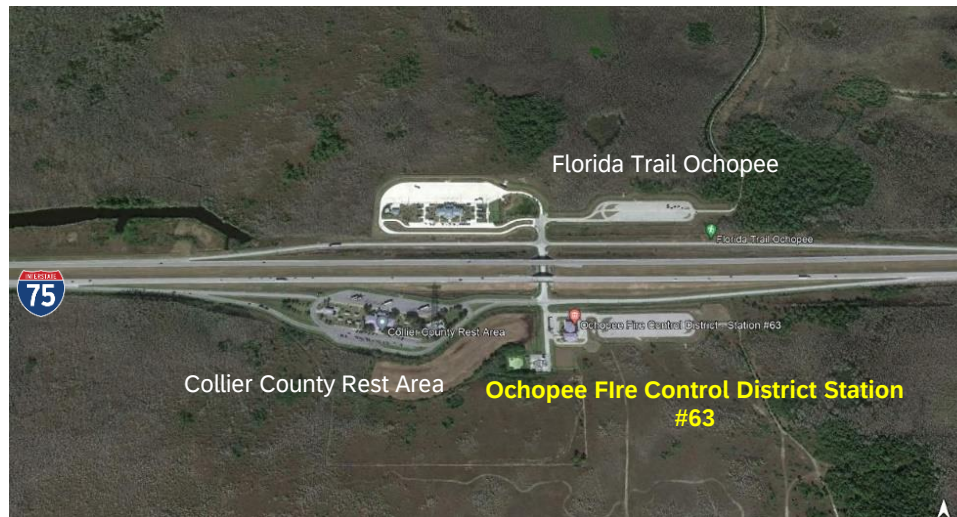 Florida Trail Ochopee
Florida Trail Ochopee
INTERSTATE
75
Collier County Rest Area
Ochopee Fire Control District - Station #63
Collier County Rest Area
Ochopee FIre Control District Station
#63